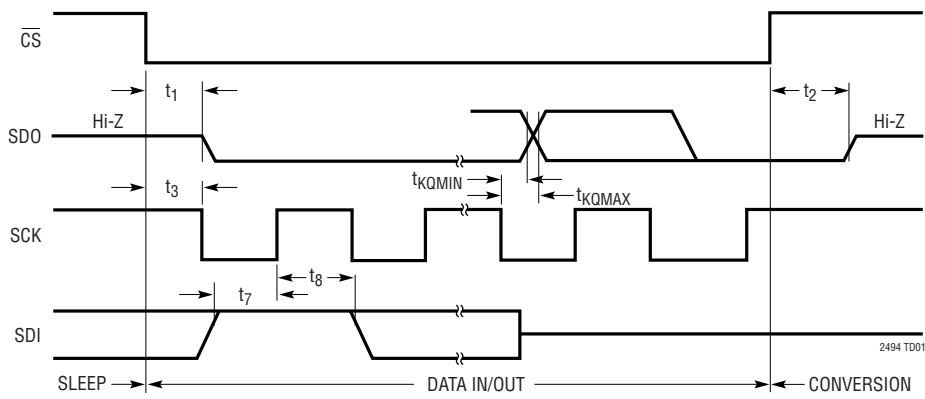 CS
t1
t2
Hi-Z
Hi-Z
SDO
tKQMIN
t3
tKQMAX
SCK
t8
t7
SDI
2494 TD01
SLEEP
DATA IN/OUT
CONVERSION